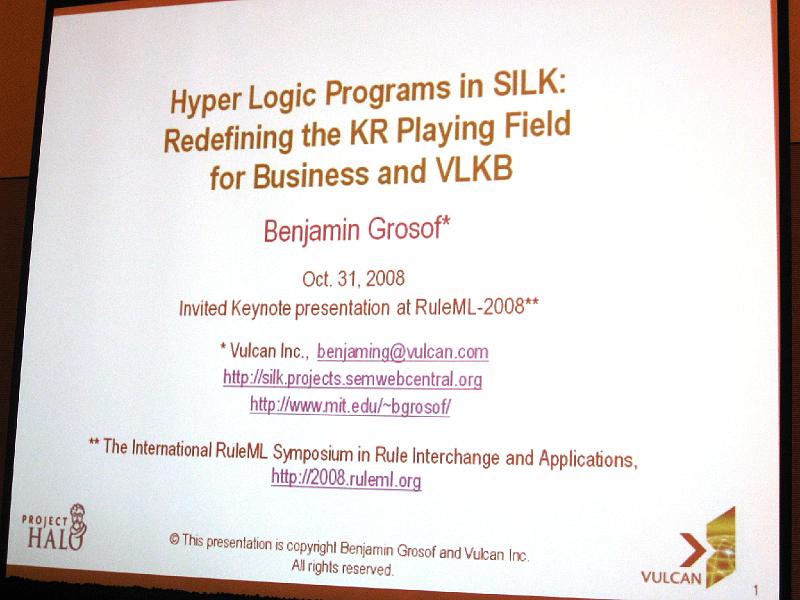 Hyper Logic Programs in SILK:
Redefining the KR Playing Field
for Business and VLKB
Benjamin Grosof*
Oct. 31, 2008
Invited Keynote presentation at RuleML-2008**
* Vulcan Inc., benjaming@vulcan.com
http://silk.projects.semwebcentral.org
http://www.mit.edu/~bgrosof/
** The International RuleML Symposium in Rule Interchange and Applications,
http://2008.ruleml.org
PROJECT
HALO
© This presentation is copyright Benjamin Grosof and Vulcan Inc.
All rights reserved.
VULCAN
1